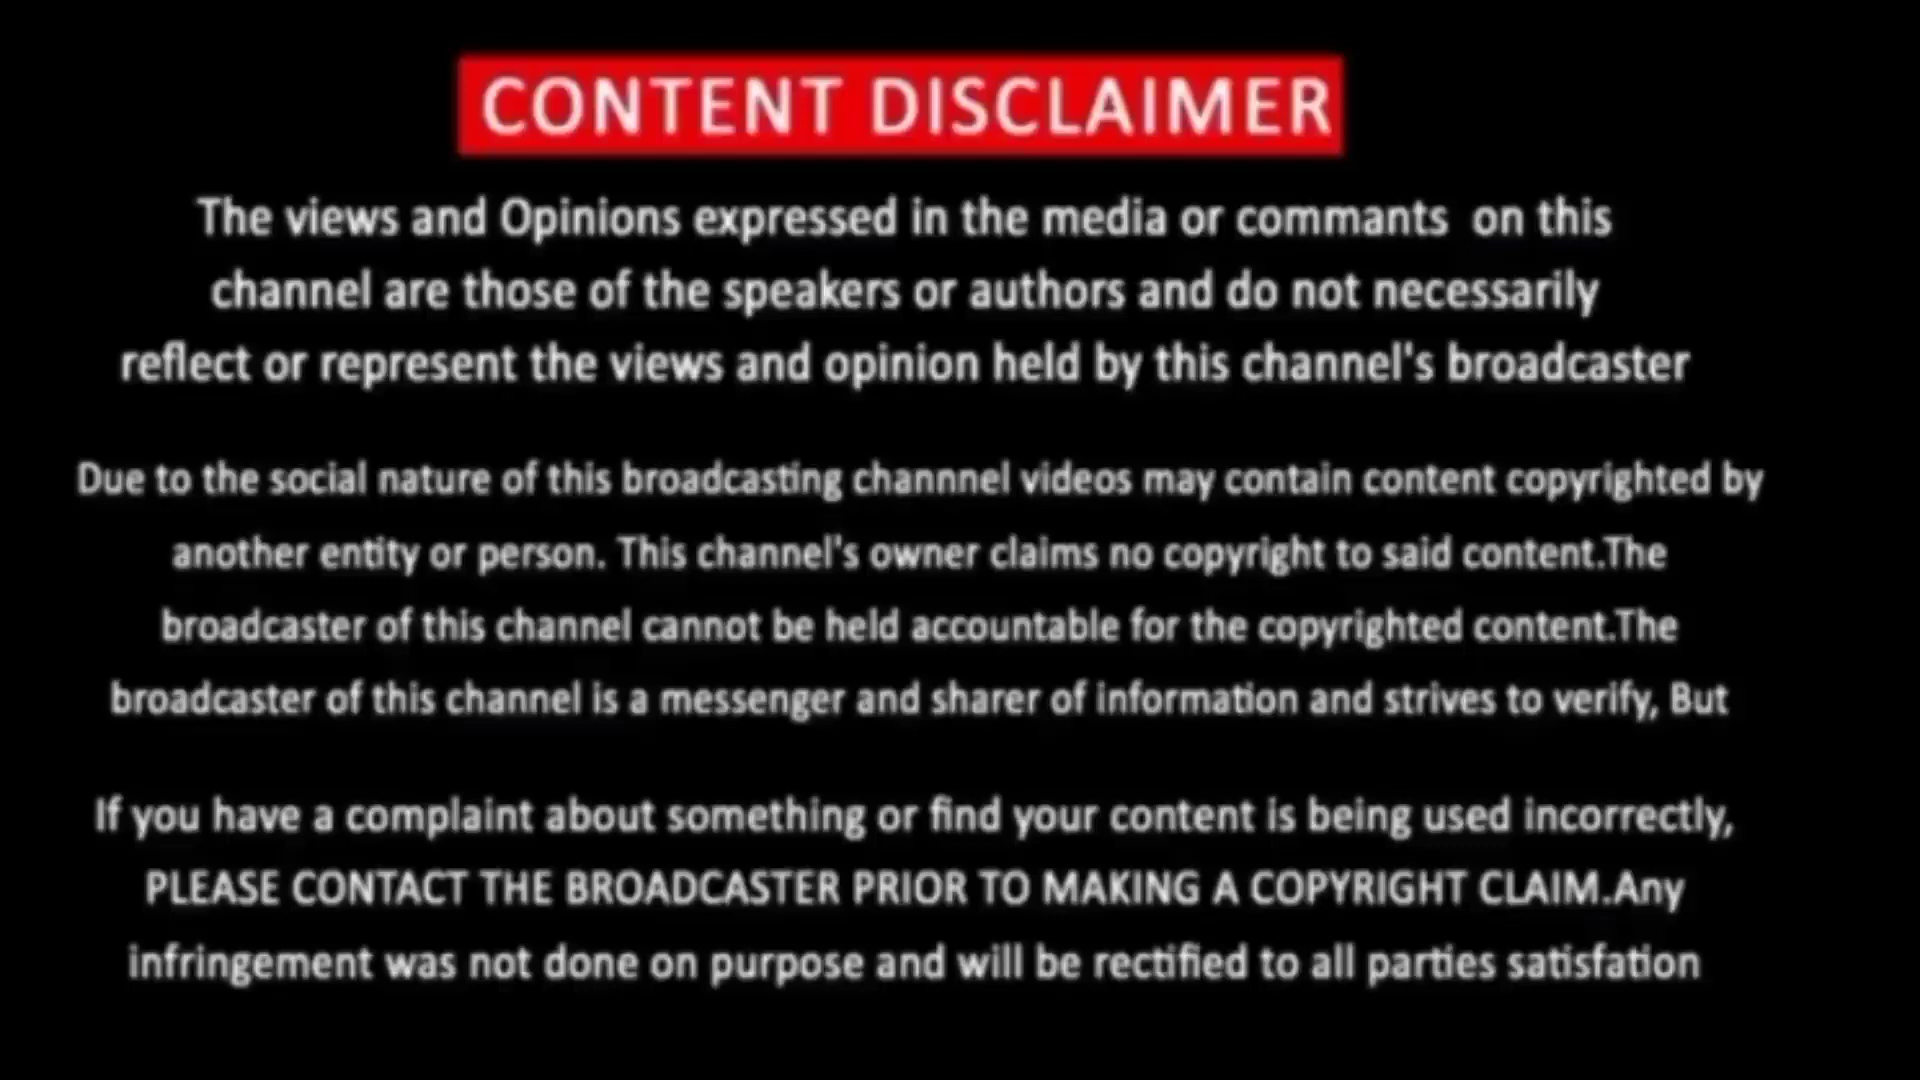 CONTENT DISCLAIMER
The views and Opinions expressed in the media or commants on this
channel are those of the speakers or authors and do not necessarily
reflect or represent the views and opinion held by this channel's broadcaster
Due to the social nature of this broadcasting channnel videos may contain content copyrighted by
another entity or person. This channel's owner claims no copyright to said content.The
broadcaster of this channel cannot be held accountable for the copyrighted content.The
broadcaster of this channel is a messenger and sharer of information and strives to verify, But
If you have a complaint about something or find your content is being used incorrectly,
PLEASE CONTACT THE BROADCASTER PRIOR TO MAKING A COPYRIGHT CLAIM.Any
infringement was not done on purpose and will be rectified to all parties satisfation